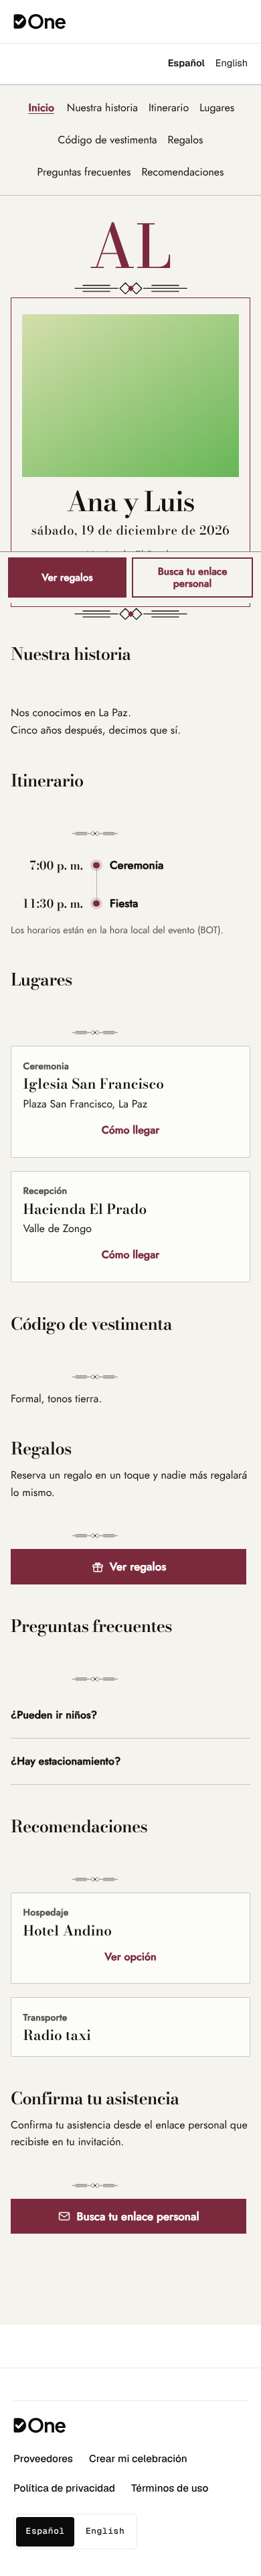 One
Español English
Inicio Nuestra historia Itinerario Lugares
Código de vestimenta Regalos
Preguntas frecuentes Recomendaciones
AL
Ana y Luis
sábado, 19 de diciembre de 2026
Ver regalos
Busca tu enlace
personal
Nuestra historia
Nos conocimos en La Paz.
Cinco años después, decimos que sí.
Itinerario
7:00 p. m. Ceremonia
11:30 p. m. Fiesta
Los horarios están en la hora local del evento (BOT).
Lugares
Ceremonia
Iglesia San Francisco
Plaza San Francisco, La Paz
Cómo llegar
Recepción
Hacienda El Prado
Valle de Zongo
Cómo llegar
Código de vestimenta
Formal, tonos tierra.
Regalos
Reserva un regalo en un toque y nadie más regalará
lo mismo.
Ver regalos
Preguntas frecuentes
¿Pueden ir niños?
¿Hay estacionamiento?
Recomendaciones
Hospedaje
Hotel Andino
Ver opción
Transporte
Radio taxi
Confirma tu asistencia
Confirma tu asistencia desde el enlace personal que
recibiste en tu invitación.
Busca tu enlace personal
One
Proveedores Crear mi celebración
Política de privacidad Términos de uso
Español English